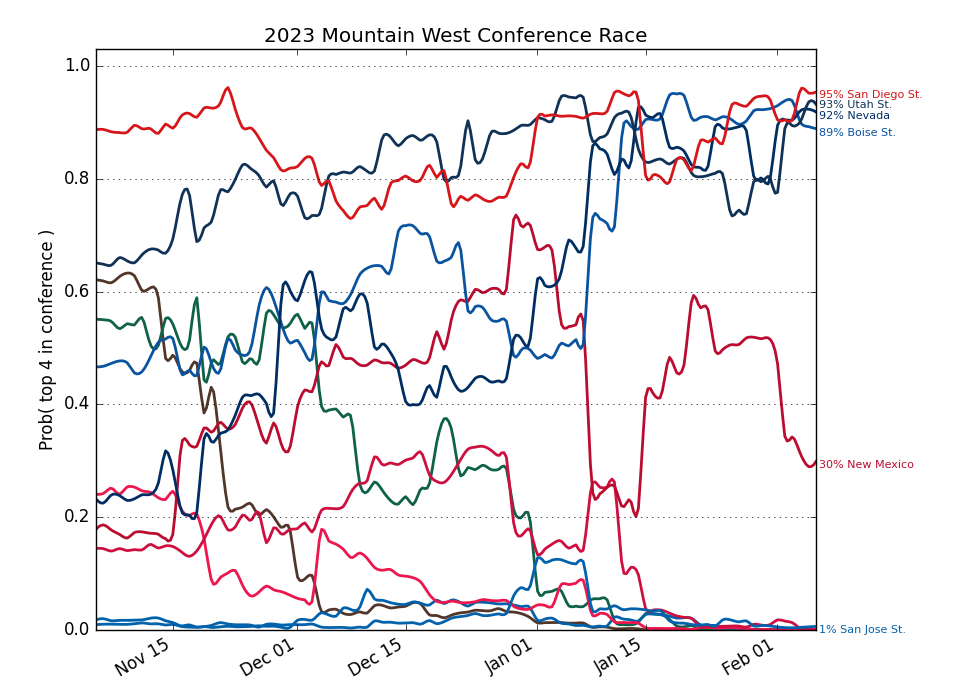 2023 Mountain West Conference Race
Prob( top 4 in conference )
1.0
0.8
0.6
0.4
0.2
0.0
95% San Diego St.
93% Utah St.
92% Nevada
89% Boise St.
30% New Mexico
1% San Jose St.
Nov 15
Dec 01
Dec 15
Jan 01
Jan 15
Feb 01